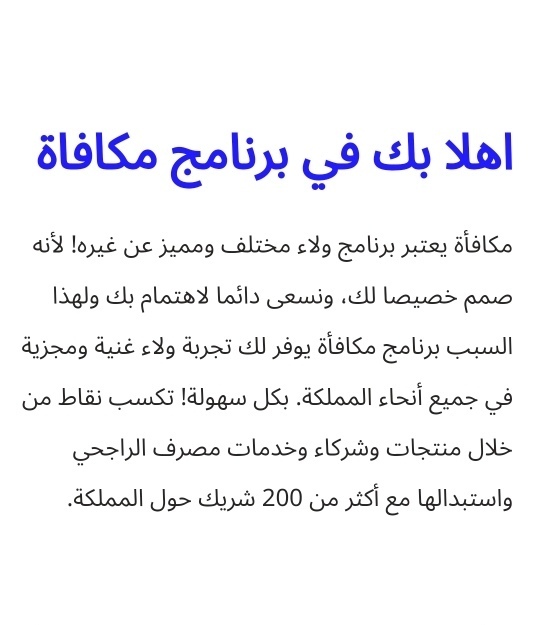 اهلا بك في برنامج مكافاة
مكافأة يعتبر برنامج ولاء مختلف ومميز عن غيره! لأنه
صمم خصيصا لك، ونسعى دائما لاهتمام بك ولهذا
السبب برنامج مكافأة يوفر لك تجربة ولاء غنية ومجزية
في جميع أنحاء المملكة. بكل سهولة! تكسب نقاط من
خلال منتجات وشركاء وخدمات مصرف الراجحي
واستبدالها مع أكثر من 200 شريك حول المملكة.